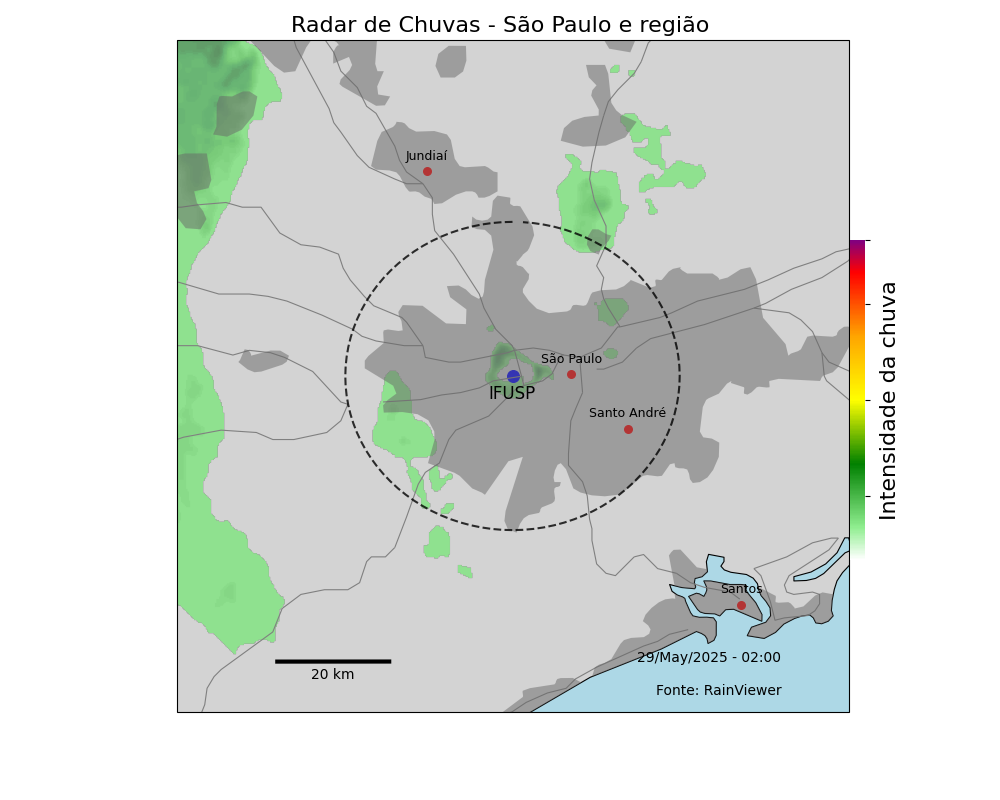 Radar de Chuvas - São Paulo e região
Jundiaí
São Paulo
IFUSP
Santo André
Intensidade da chuva
Santos
29/May/2025 - 02:00
20 km
Fonte: RainViewer